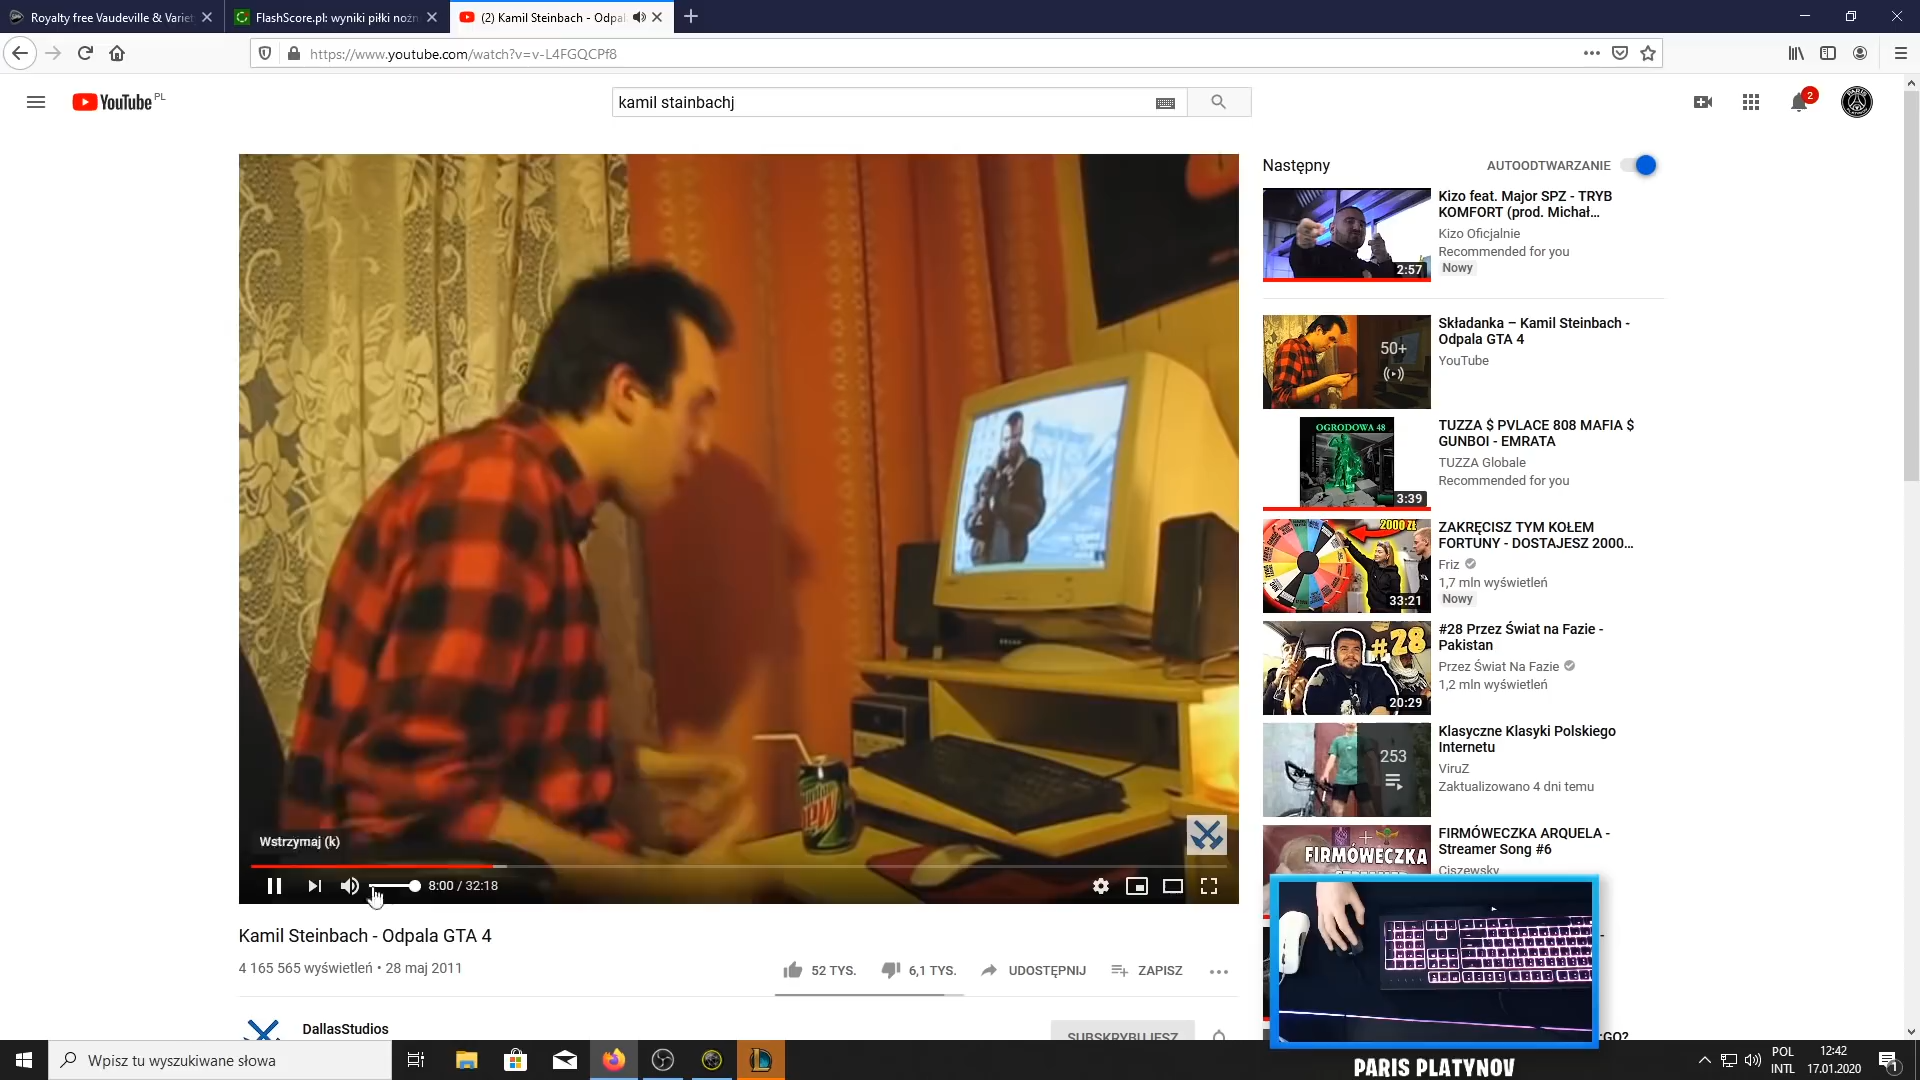 Royalty free Vaudeville & Variet
FlashScore.pl: wyniki piłki nożn
(2) Kamil Steinbach - Odpal
https://www.youtube.com/watch?v=v-L4FGQCPf8
YouTube PL
kamil stainbachj
2
Wstrzymaj (k)
8:00 / 32:18
Kamil Steinbach - Odpala GTA 4
4 165 565 wyświetleń • 28 maj 2011
52 TYS.
6,1 TYS.
UDOSTĘPNIJ
ZAPISZ
DallasStudios
SUBSKRYBUJESZ
Następny
AUTOODTWARZANIE
2:57
Kizo feat. Major SPZ - TRYB
KOMFORT (prod. Michał...
Kizo Oficjalnie
Recommended for you
Nowy
50+
Składanka – Kamil Steinbach -
Odpala GTA 4
YouTube
OGRODOWA 48
3:39
TUZZA $ PVLACE 808 MAFIA $
GUNBOI - EMRATA
TUZZA Globale
Recommended for you
2000 ZŁ
33:21
ZAKRĘCISZ TYM KOŁEM
FORTUNY - DOSTAJESZ 2000...
Friz
1,7 mln wyświetleń
Nowy
#28
20:29
#28 Przez Świat na Fazie -
Pakistan
Przez Świat Na Fazie
1,2 mln wyświetleń
253
Klasyczne Klasyki Polskiego
Internetu
ViruZ
Zaktualizowano 4 dni temu
FIRMÓWECZKA
FIRMÓWECZKA ARQUELA -
Streamer Song #6
Ciszewsky
GO?
PARIS PLATYNOV
Wpisz tu wyszukiwane słowa
POL
INTL
12:42
17.01.2020
1